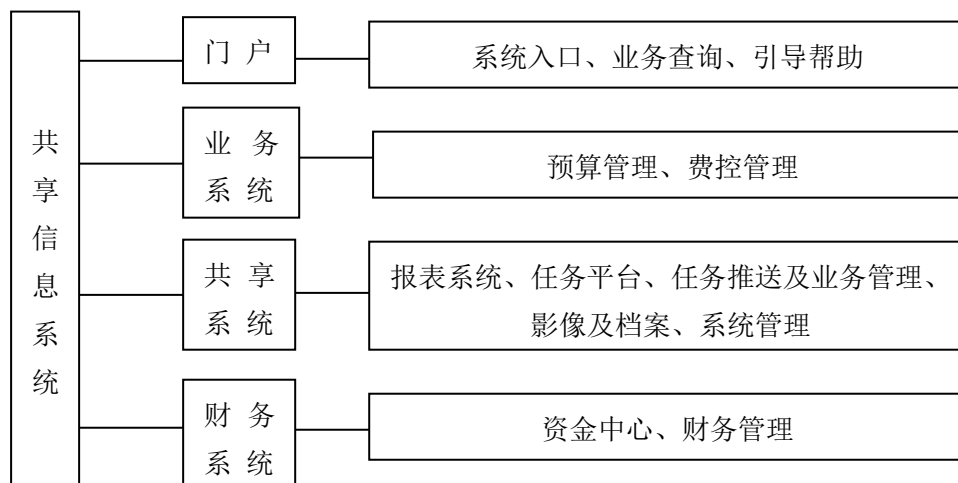 共享信息系统
门户
系统入口、业务查询、引导帮助
业务
系统
预算管理、费控管理
共享
系统
报表系统、任务平台、任务推送及业务管理、
影像及档案、系统管理
财务
系统
资金中心、财务管理